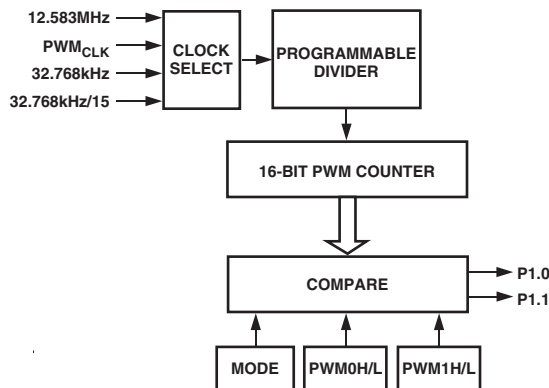 12.583MHz
PWMCLK
32.768kHz
32.768kHz/15
CLOCK
SELECT
PROGRAMMABLE
DIVIDER
16-BIT PWM COUNTER
COMPARE
P1.0
P1.1
MODE
PWM0H/L
PWM1H/L